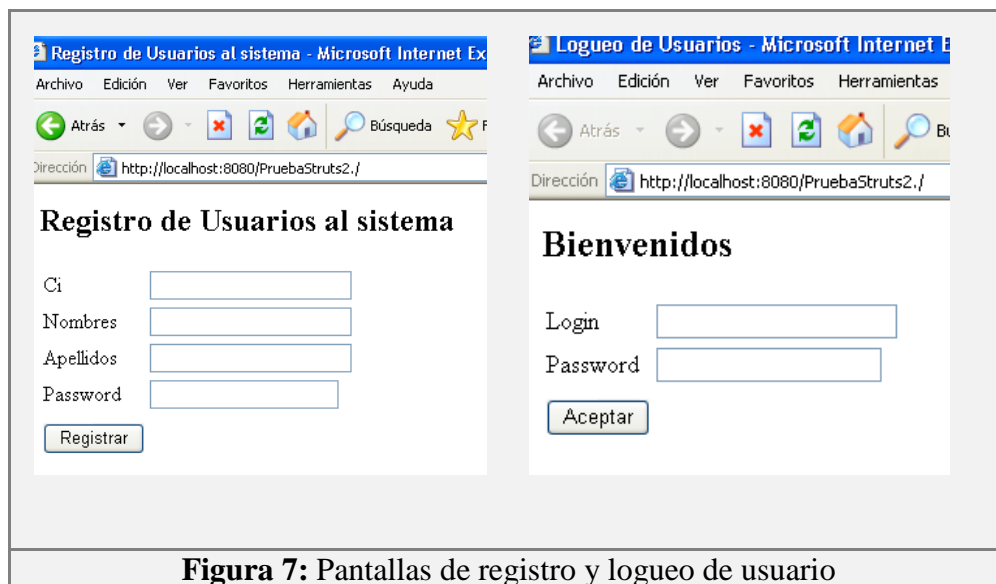 Registro de Usuarios al sistema - Microsoft Internet Ex
Archivo Edición Ver Favoritos Herramientas Ayuda
Atrás Búsqueda F
Dirección http://localhost:8080/PruebaStruts2./
Registro de Usuarios al sistema
Ci
Nombres
Apellidos
Password
Registrar
Logueo de Usuarios - Microsoft Internet E
Archivo Edición Ver Favoritos Herramientas
Atrás Bú
Dirección http://localhost:8080/PruebaStruts2./
Bienvenidos
Login
Password
Aceptar
Figura 7: Pantallas de registro y logueo de usuario